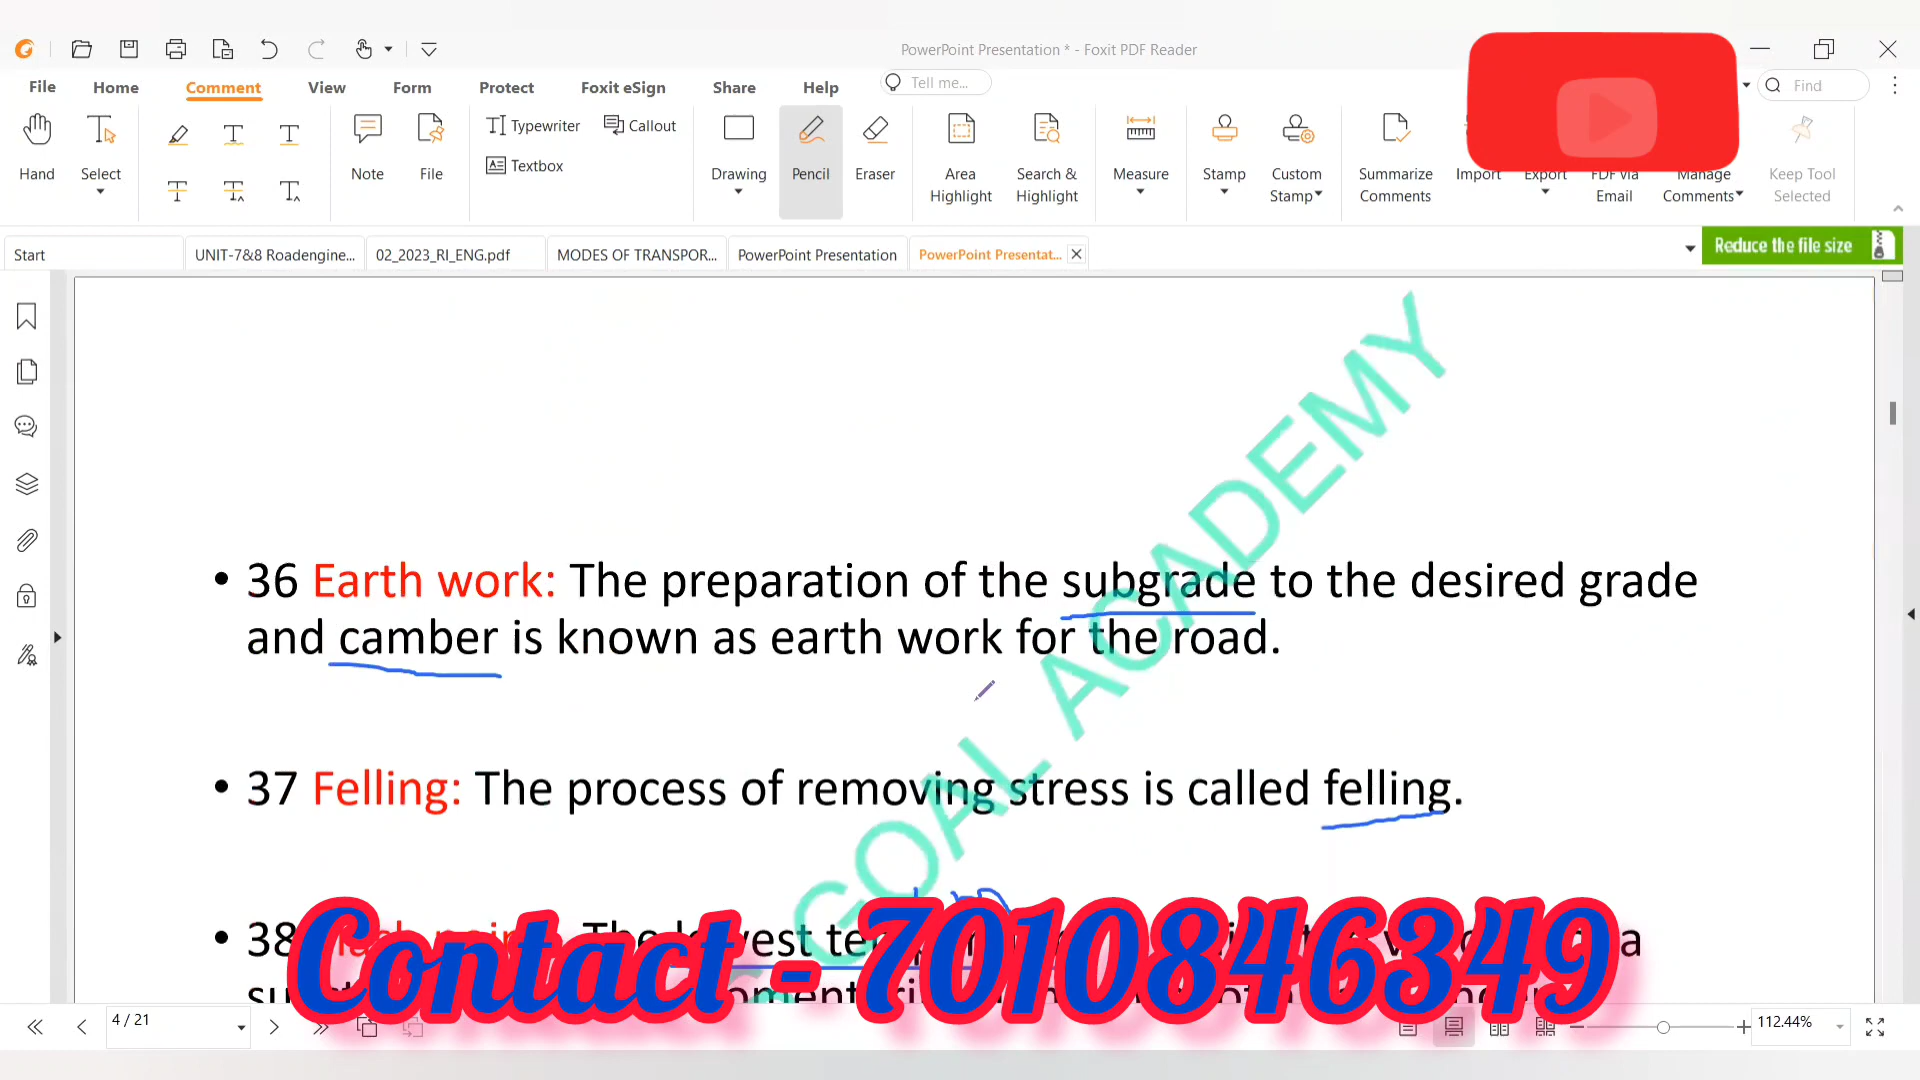 PowerPoint Presentation * - Foxit PDF Reader
File Home Comment View Form Protect Foxit eSign Share Help Tell me... Find
Typewriter Callout
Textbox
Hand Select Note File Drawing Pencil Eraser Area Highlight Search & Highlight Measure Stamp Custom Stamp Summarize Comments Import Export PDF via Email Manage Comments Keep Tool Selected
Start UNIT-7&8 Roadengine... 02_2023_RI_ENG.pdf MODES OF TRANSPOR... PowerPoint Presentation PowerPoint Presentat... Reduce the file size
GOAL ACADEMY
• 36 Earth work: The preparation of the subgrade to the desired grade
and camber is known as earth work for the road.
• 37 Felling: The process of removing stress is called felling.
• 38 The lowest a
Contact - 7010846349
4 / 21 112.44%